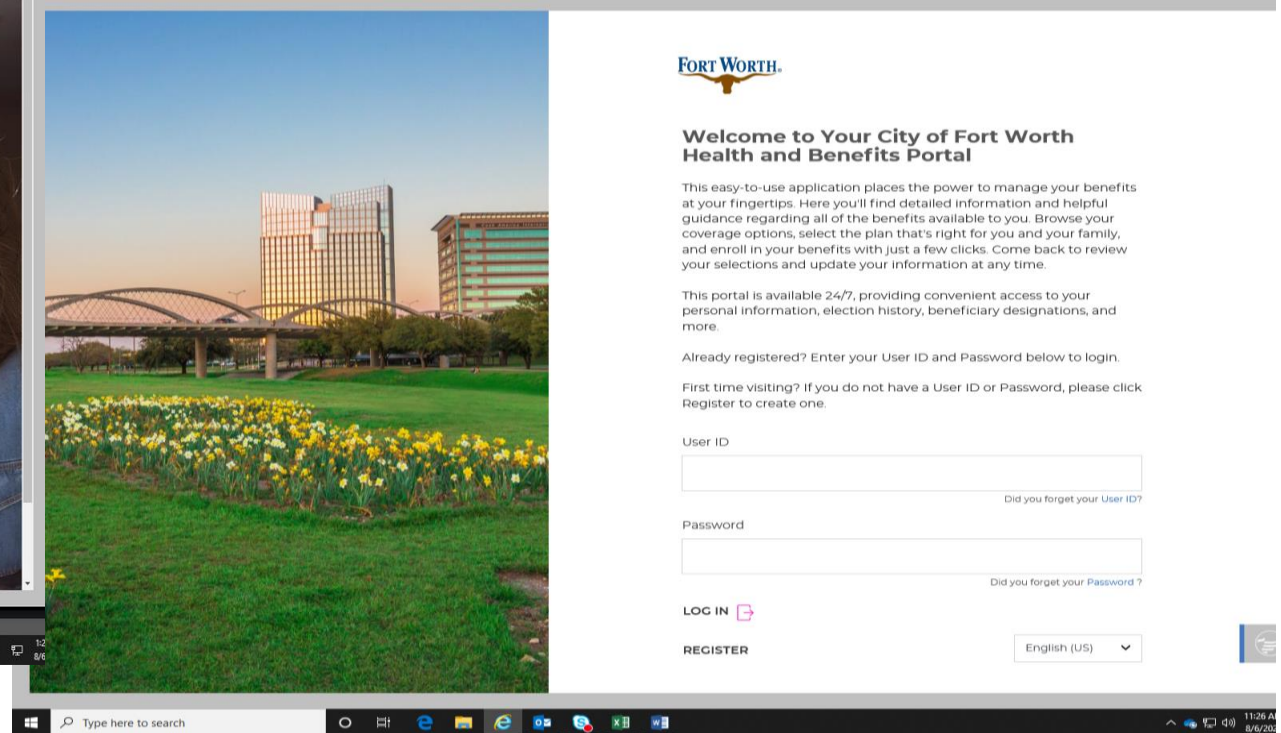 FORT WORTH®
Welcome to Your City of Fort Worth
Health and Benefits Portal
This easy-to-use application places the power to manage your benefits
at your fingertips. Here you'll find detailed information and helpful
guidance regarding all of the benefits available to you. Browse your
coverage options, select the plan that's right for you and your family,
and enroll in your benefits with just a few clicks. Come back to review
your selections and update your information at any time.
This portal is available 24/7, providing convenient access to your
personal information, election history, beneficiary designations, and
more.
Already registered? Enter your User ID and Password below to login.
First time visiting? If you do not have a User ID or Password, please click
Register to create one.
User ID
Did you forget your User ID?
Password
Did you forget your Password ?
LOG IN
REGISTER
English (US)
Type here to search
11:26